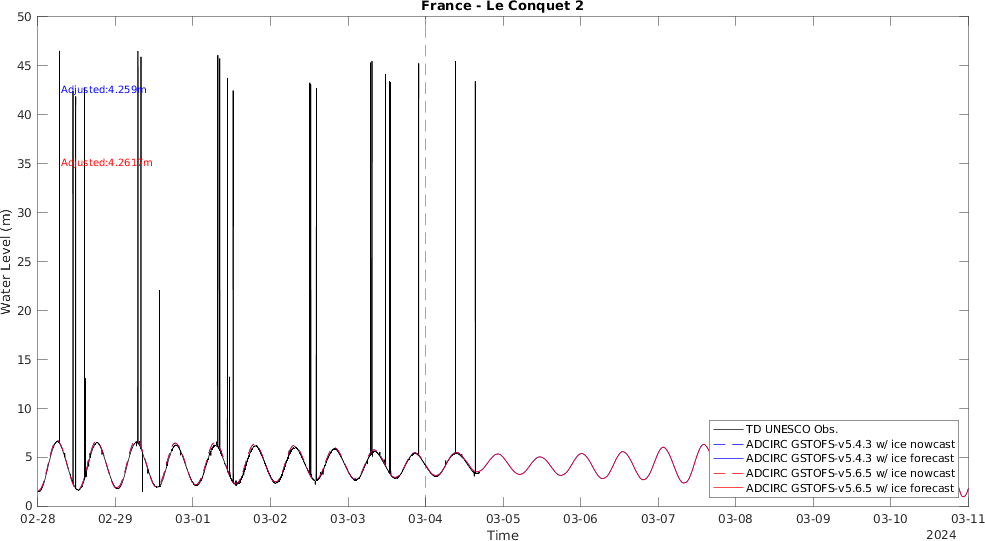 France - Le Conquet 2
50
45
40
35
30
25
20
15
10
5
0
Water Level (m)
Adjusted:4.259m
Adjusted:4.2617m
TD UNESCO Obs.
ADCIRC GSTOFS-v5.4.3 w/ ice nowcast
ADCIRC GSTOFS-v5.4.3 w/ ice forecast
ADCIRC GSTOFS-v5.6.5 w/ ice nowcast
ADCIRC GSTOFS-v5.6.5 w/ ice forecast
02-28 02-29 03-01 03-02 03-03 03-04 03-05 03-06 03-07 03-08 03-09 03-10 03-11
Time
2024